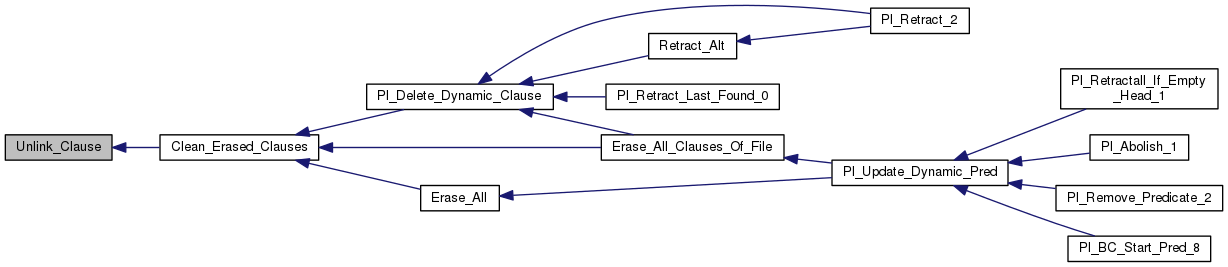 Unlink_Clause
Clean_Erased_Clauses
Pl_Delete_Dynamic_Clause
Erase_All
Retract_Alt
Pl_Retract_Last_Found_0
Erase_All_Clauses_Of_File
Pl_Retract_2
Pl_Update_Dynamic_Pred
Pl_Retractall_If_Empty
_Head_1
Pl_Abolish_1
Pl_Remove_Predicate_2
Pl_BC_Start_Pred_8